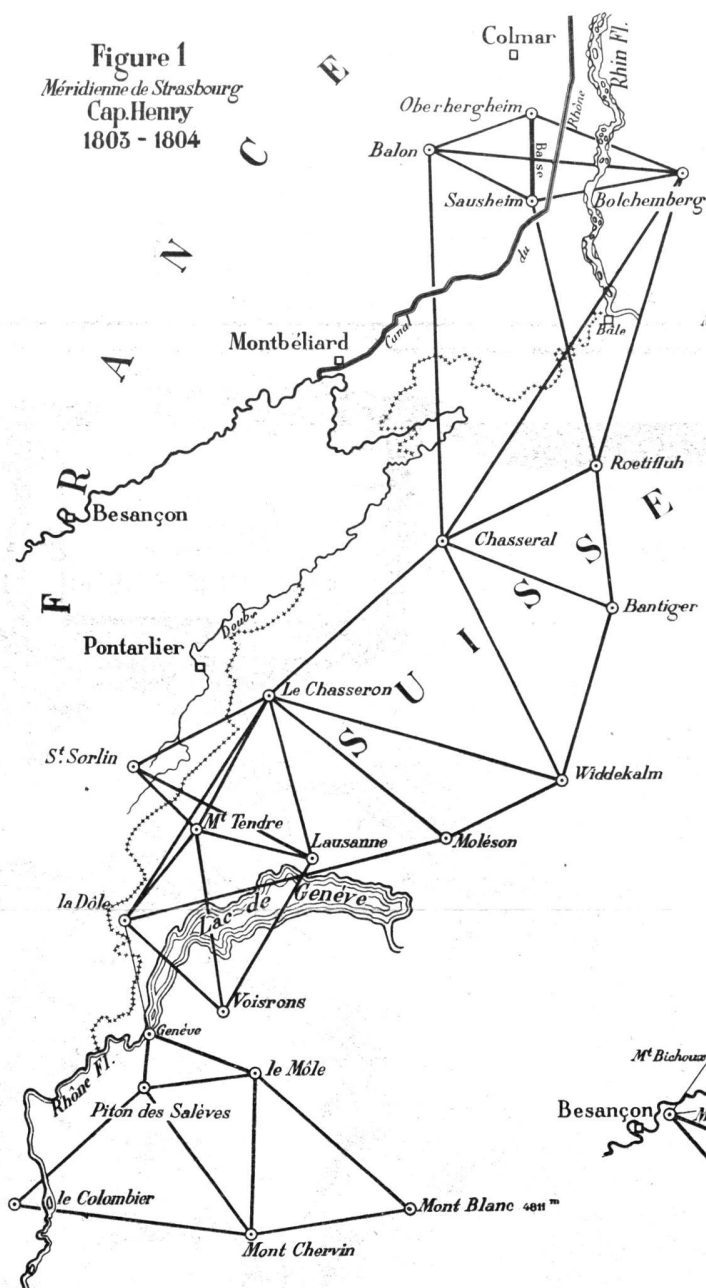 Figure 1
Méridienne de Strasbourg
Cap. Henry
1803 - 1804
FRANCE
Colmar
Rhin Fl.
Oberhergheim
Rhône
Balon
Base
Sausheim
Bolchemberg
du
Canal
Bâle
Montbéliard
Roetifluh
Besançon
Chasseral
SUISSE
Bantiger
Doubs
Pontarlier
Le Chasseron
St. Sorlin
Widdekalm
Mt Tendre
Lausanne
Moléson
la Dôle
Lac de Genéve
Voisrons
Genéve
Rhône Fl.
le Môle
Mt Bichoux
Piton des Salèves
Besançon
M
le Colombier
Mont Blanc 4811 m
Mont Chervin